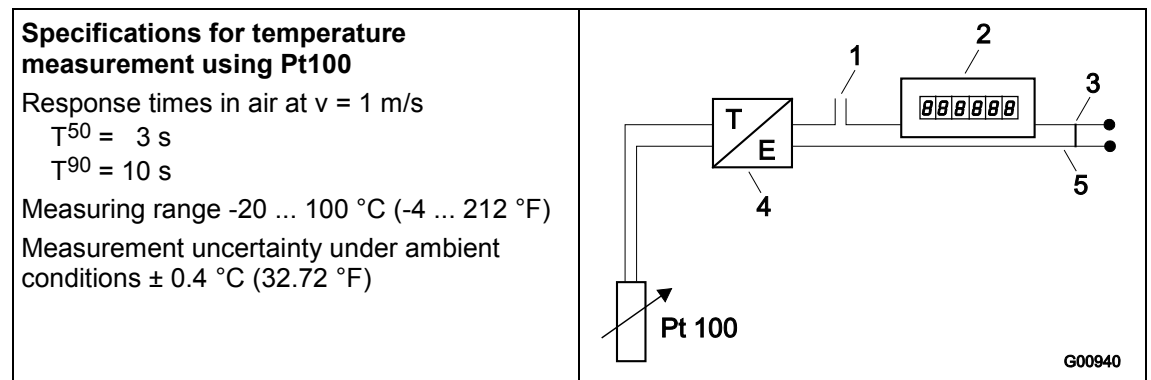 Specifications for temperature
measurement using Pt100
Response times in air at v = 1 m/s
T50 = 3 s
T90 = 10 s
Measuring range -20 ... 100 °C (-4 ... 212 °F)
Measurement uncertainty under ambient
conditions ± 0.4 °C (32.72 °F)
1
2
3
888888
T
E
4
5
Pt 100
G00940